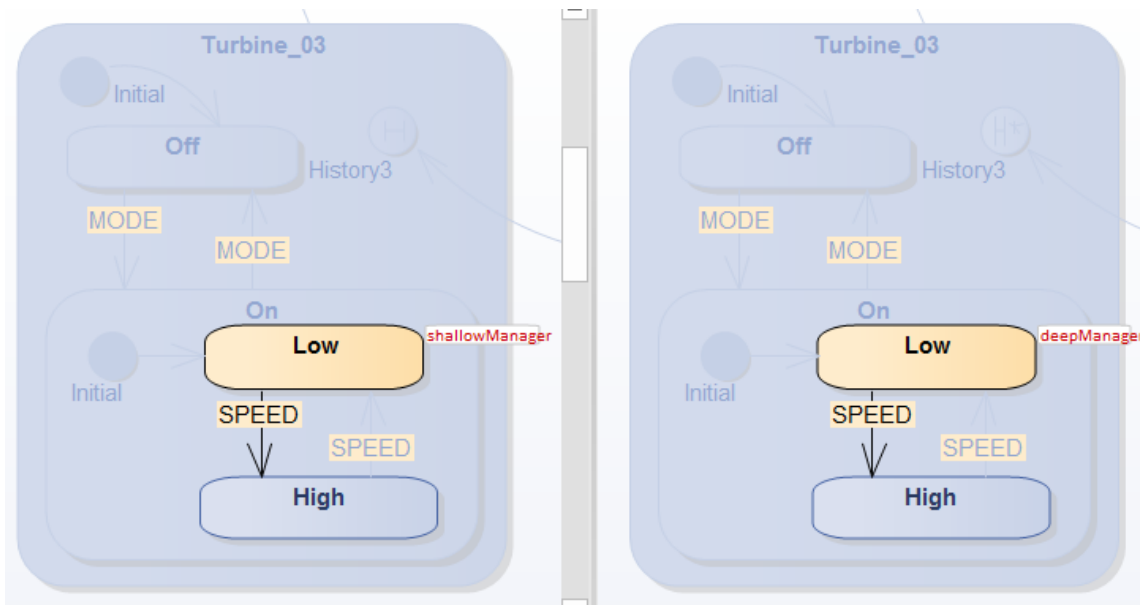 Turbine_03
Initial
Off
History3
MODE
MODE
On
Low
shallowManager
Initial
SPEED
SPEED
High
Turbine_03
Initial
Off
H*
History3
MODE
MODE
On
Low
deepManager
Initial
SPEED
SPEED
High